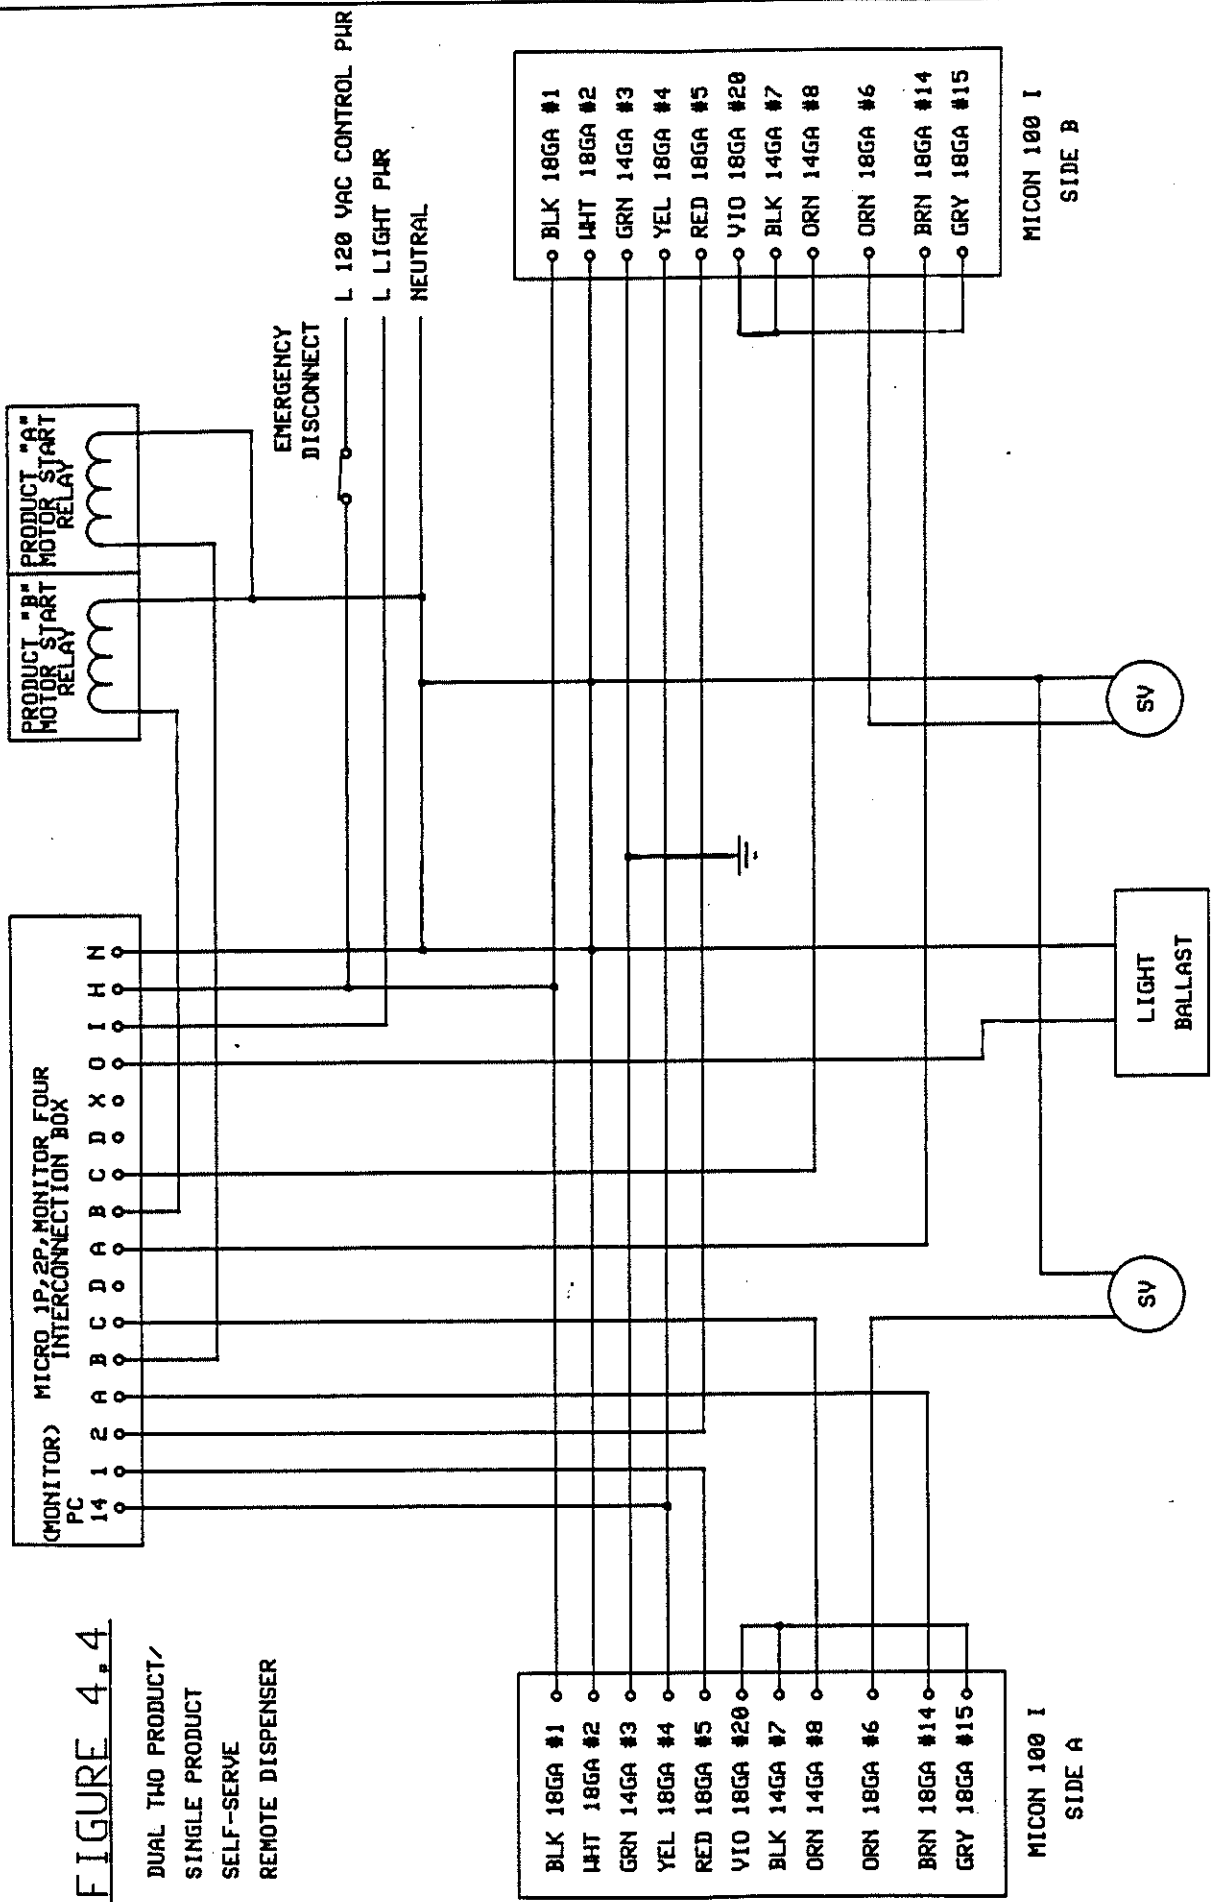 FIGURE 4.4
DUAL TWO PRODUCT/
SINGLE PRODUCT
SELF-SERVE
REMOTE DISPENSER
(MONITOR) MICRO 1P,2P,MONITOR FOUR
PC INTERCONNECTION BOX
14 1 2 A B C D A B C D X O I H N
PRODUCT "B"
MOTOR START
RELAY
PRODUCT "A"
MOTOR START
RELAY
EMERGENCY
DISCONNECT
L 120 VAC CONTROL PWR
L LIGHT PWR
NEUTRAL
BLK 18GA #1
WHT 18GA #2
GRN 14GA #3
YEL 18GA #4
RED 18GA #5
VIO 18GA #20
BLK 14GA #7
ORN 14GA #8
ORN 18GA #6
BRN 18GA #14
GRY 18GA #15
MICON 100 I
SIDE A
BLK 18GA #1
WHT 18GA #2
GRN 14GA #3
YEL 18GA #4
RED 18GA #5
VIO 18GA #20
BLK 14GA #7
ORN 14GA #8
ORN 18GA #6
BRN 18GA #14
GRY 18GA #15
MICON 100 I
SIDE B
SV
LIGHT
BALLAST
SV